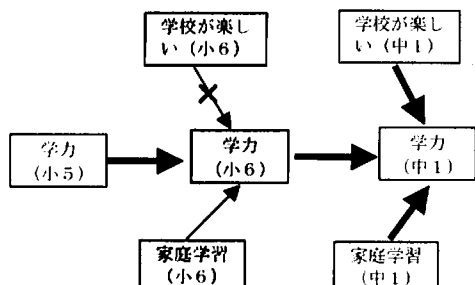 学校が楽し
い（小6）
学校が楽し
い（中1）
学力
（小5）
学力
（小6）
学力
（中1）
家庭学習
（小6）
家庭学習
（中1）